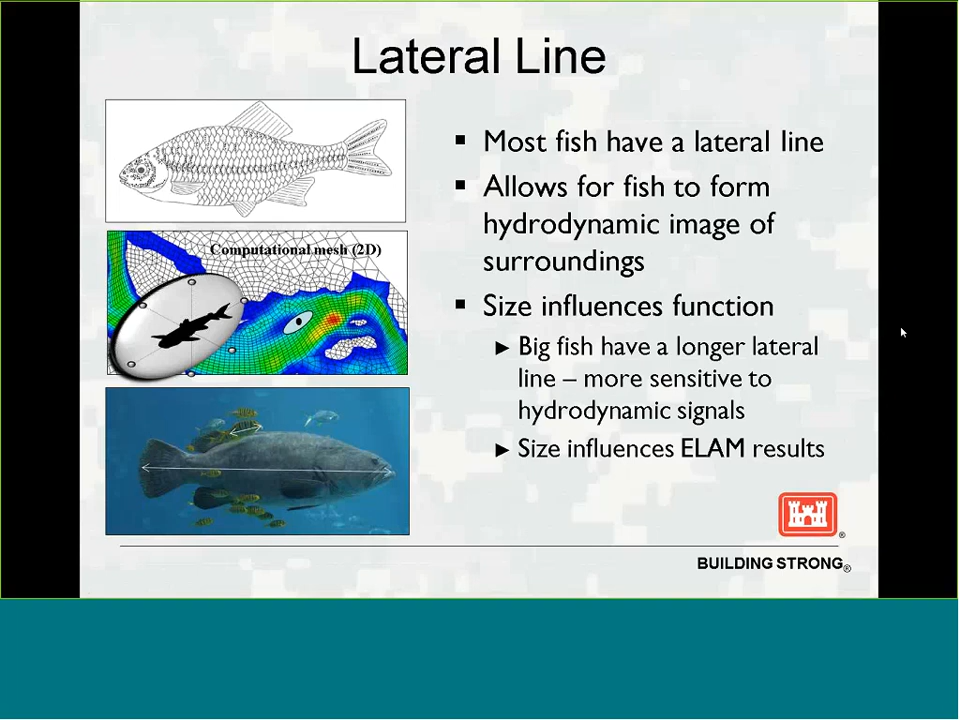 Lateral Line
Computational mesh (2D)
▪ Most fish have a lateral line
▪ Allows for fish to form
hydrodynamic image of
surroundings
▪ Size influences function
► Big fish have a longer lateral
line – more sensitive to
hydrodynamic signals
► Size influences ELAM results
®
BUILDING STRONG®